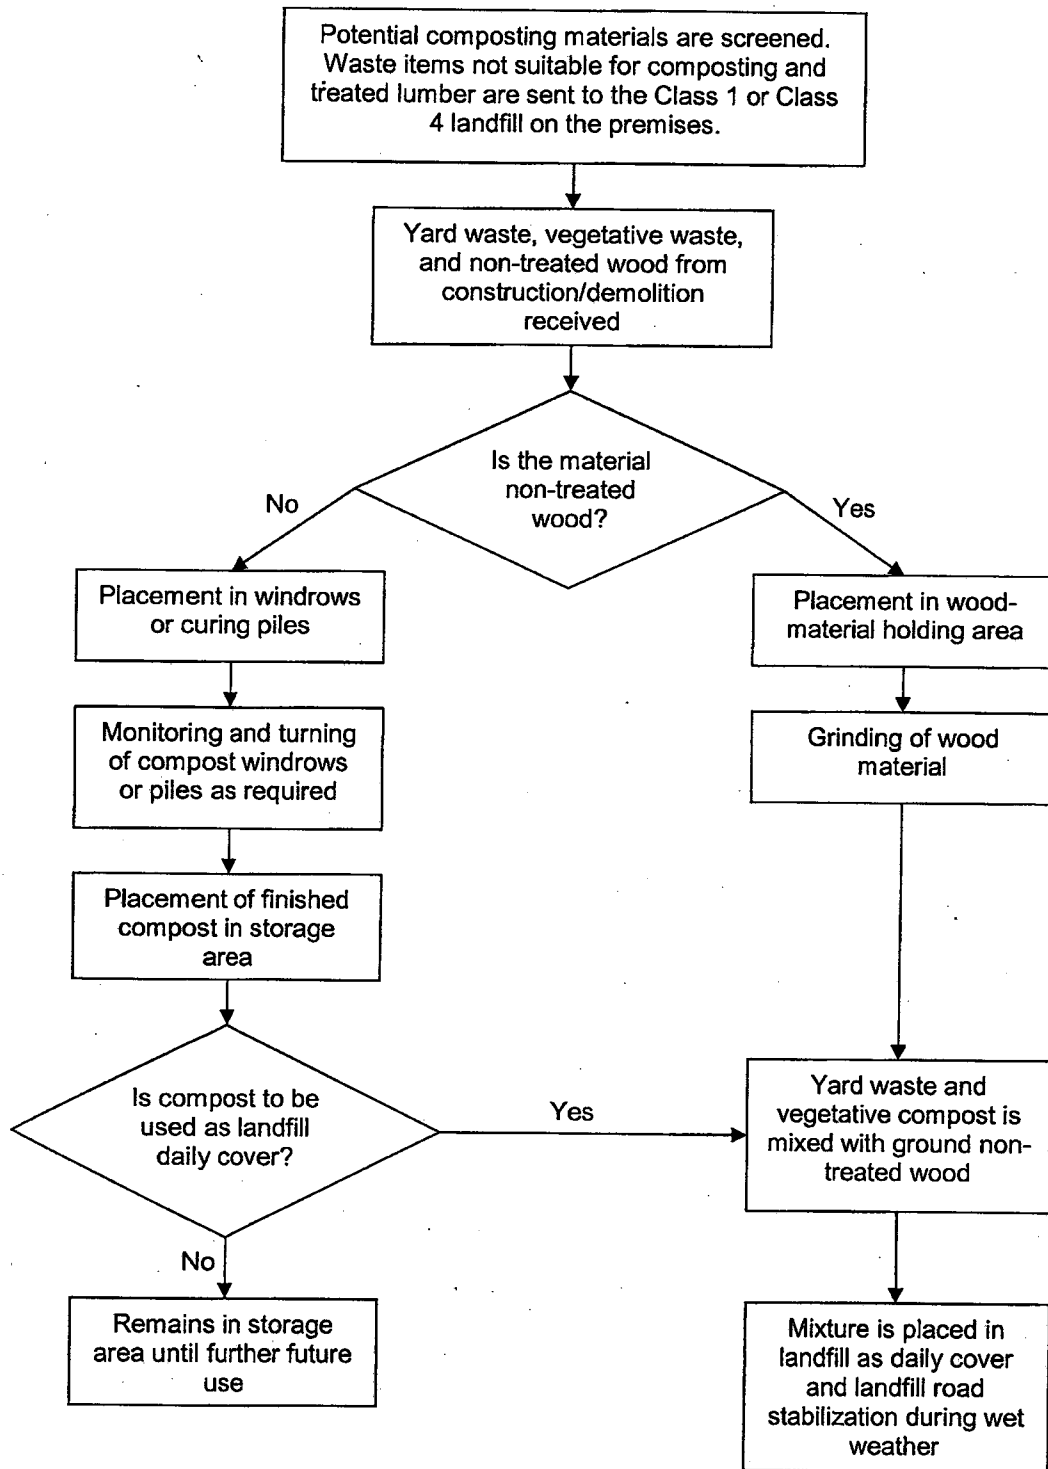 Potential composting materials are screened.
Waste items not suitable for composting and
treated lumber are sent to the Class 1 or Class
4 landfill on the premises.
Yard waste, vegetative waste,
and non-treated wood from
construction/demolition
received
Is the material
non-treated
wood?
No
Yes
Placement in windrows
or curing piles
Placement in wood-
material holding area
Monitoring and turning
of compost windrows
or piles as required
Grinding of wood
material
Placement of finished
compost in storage
area
Is compost to be
used as landfill
daily cover?
Yes
Yard waste and
vegetative compost is
mixed with ground non-
treated wood
No
Remains in storage
area until further future
use
Mixture is placed in
landfill as daily cover
and landfill road
stabilization during wet
weather